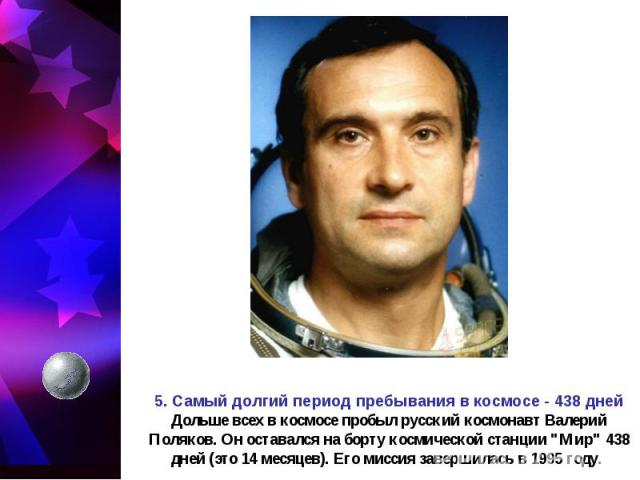 5. Самый долгий период пребывания в космосе - 438 дней
Дольше всех в космосе пробыл русский космонавт Валерий
Поляков. Он оставался на борту космической станции "Мир" 438
дней (это 14 месяцев). Его миссия завершилась в 1995 году.